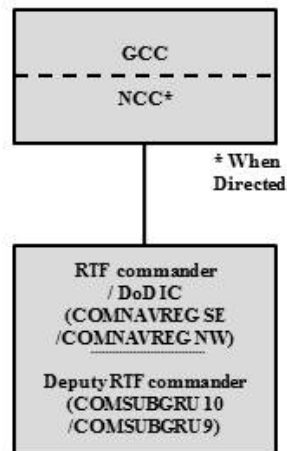 GCC
NCC*
* When
Directed
RTF commander
/ DoD IC
(COMNAVREG SE
/COMNAVREG NW)
Deputy RTF commander
(COMSUBGRU 10
/COMSUBGRU 9)